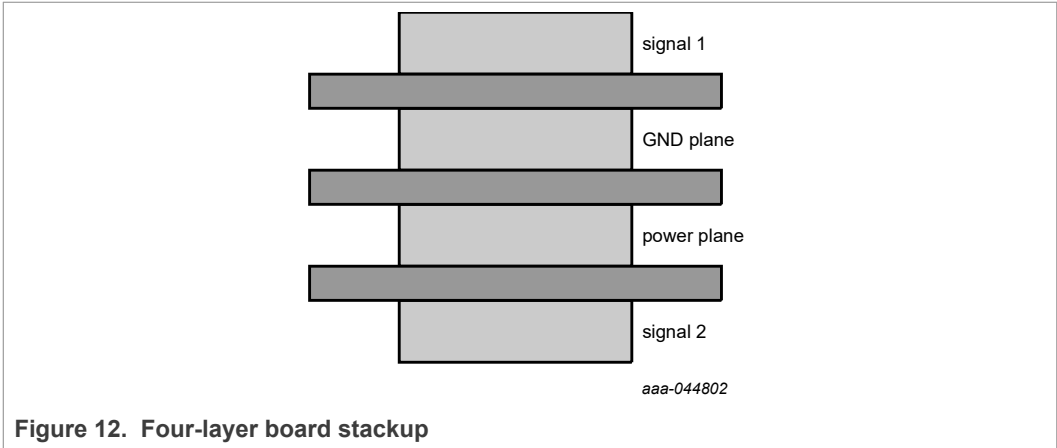 signal 1
GND plane
power plane
signal 2
aaa-044802
Figure 12. Four-layer board stackup